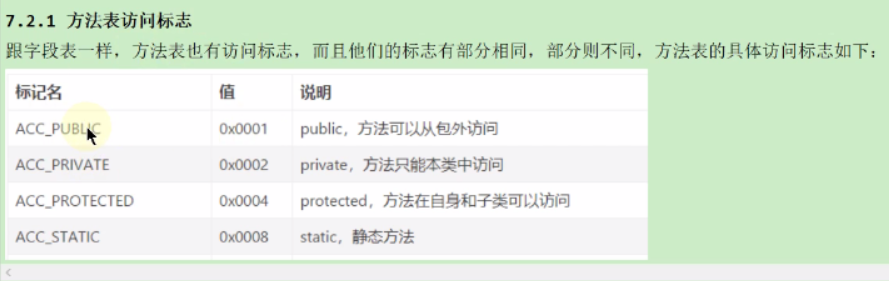 7.2.1 方法表访问标志
跟字段表一样，方法表也有访问标志，而且他们的标志有部分相同，部分则不同，方法表的具体访问标志如下：
标记名 值 说明
ACC_PUBLIC 0x0001 public，方法可以从包外访问
ACC_PRIVATE 0x0002 private，方法只能本类中访问
ACC_PROTECTED 0x0004 protected，方法在自身和子类可以访问
ACC_STATIC 0x0008 static，静态方法